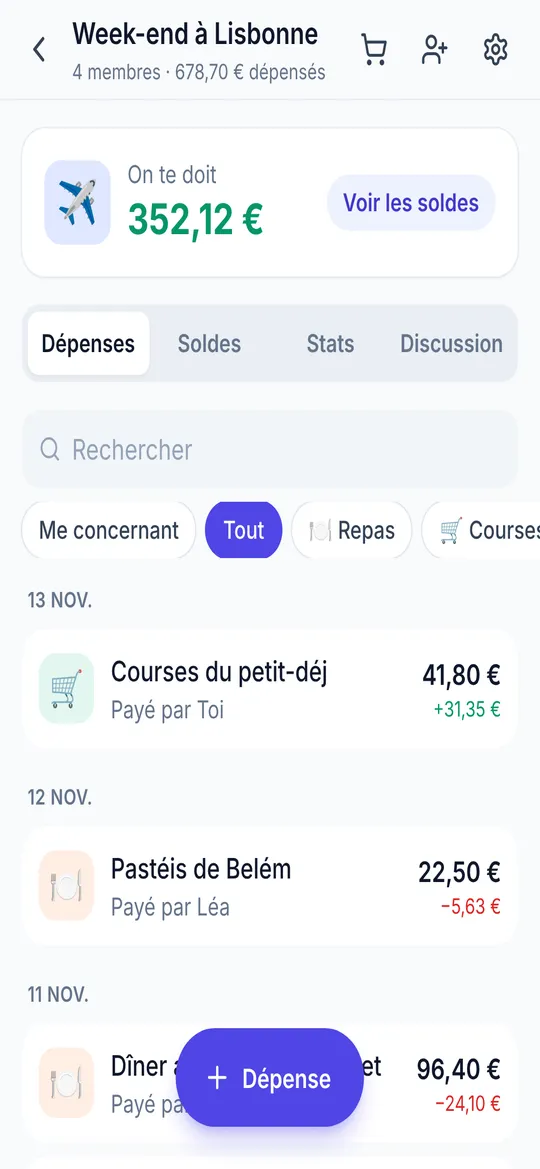 Week-end à Lisbonne
4 membres · 678,70 € dépensés
On te doit
352,12 €
Voir les soldes
Dépenses
Soldes
Stats
Discussion
Rechercher
Me concernant
Tout
Repas
Courses
13 NOV.
Courses du petit-déj
41,80 €
Payé par Toi
+31,35 €
12 NOV.
Pastéis de Belém
22,50 €
Payé par Léa
−5,63 €
11 NOV.
Dîner
96,40 €
Payé
−24,10 €
+ Dépense